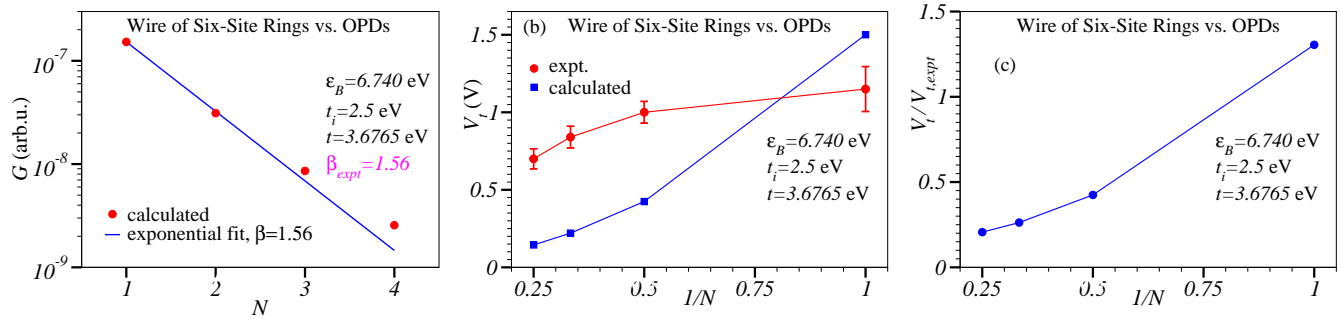 Wire of Six-Site Rings vs. OPDs
10⁻⁷
10⁻⁸
10⁻⁹
G (arb.u.)
ε_B=6.740 eV
t_i=2.5 eV
t=3.6765 eV
β_expt=1.56
calculated
exponential fit, β=1.56
1 2 3 4
N
(b) Wire of Six-Site Rings vs. OPDs
1.5
1
0.5
0
V_t (V)
expt.
calculated
ε_B=6.740 eV
t_i=2.5 eV
t=3.6765 eV
0.25 0.5 0.75 1
1/N
Wire of Six-Site Rings vs. OPDs
(c)
1.5
1
0.5
0
V_t / V_t,expt
ε_B=6.740 eV
t_i=2.5 eV
t=3.6765 eV
0.25 0.5 0.75 1
1/N